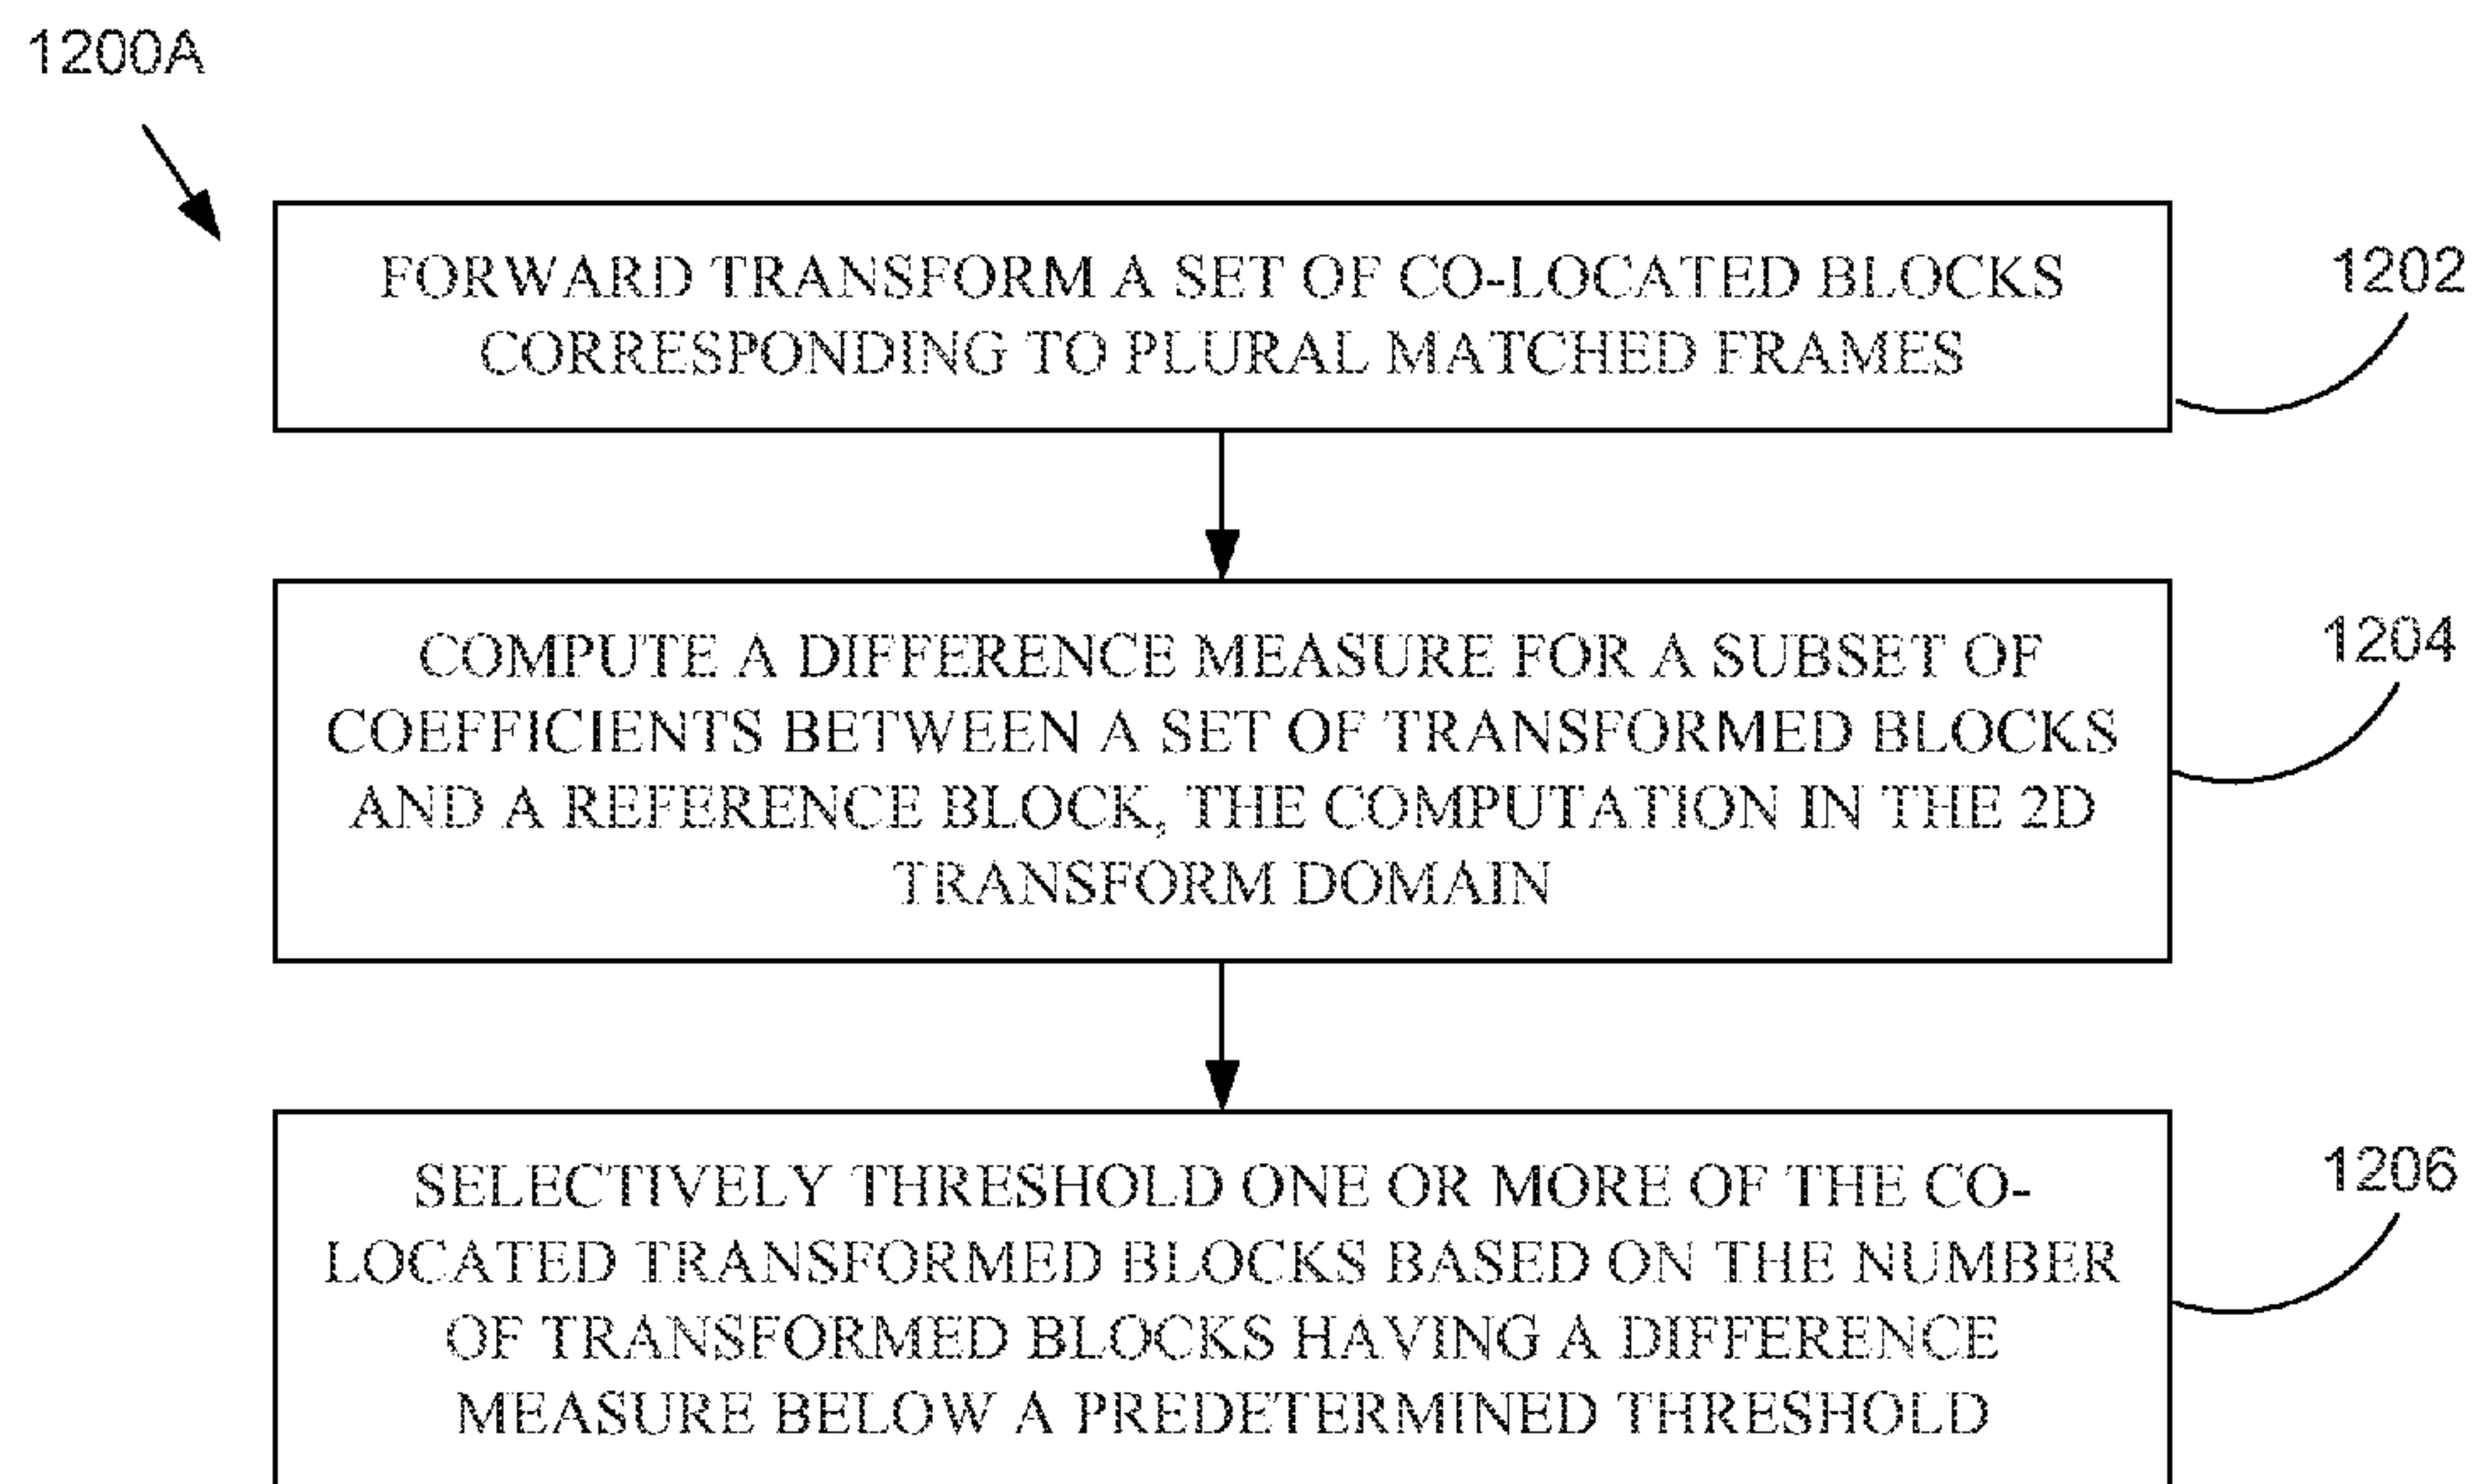 1200A
FORWARD TRANSFORM A SET OF CO-LOCATED BLOCKS
CORRESPONDING TO PLURAL MATCHED FRAMES
1202
COMPUTE A DIFFERENCE MEASURE FOR A SUBSET OF
COEFFICIENTS BETWEEN A SET OF TRANSFORMED BLOCKS
AND A REFERENCE BLOCK, THE COMPUTATION IN THE 2D
TRANSFORM DOMAIN
1204
SELECTIVELY THRESHOLD ONE OR MORE OF THE CO-
LOCATED TRANSFORMED BLOCKS BASED ON THE NUMBER
OF TRANSFORMED BLOCKS HAVING A DIFFERENCE
MEASURE BELOW A PREDETERMINED THRESHOLD
1206